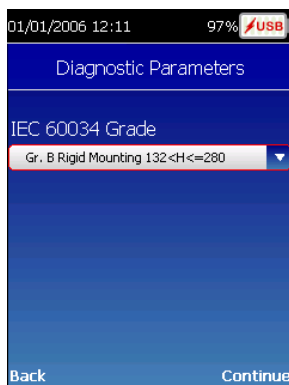 01/01/2006 12:11 97% USB
Diagnostic Parameters
IEC 60034 Grade
Gr. B Rigid Mounting 132<H<=280
Back Continue